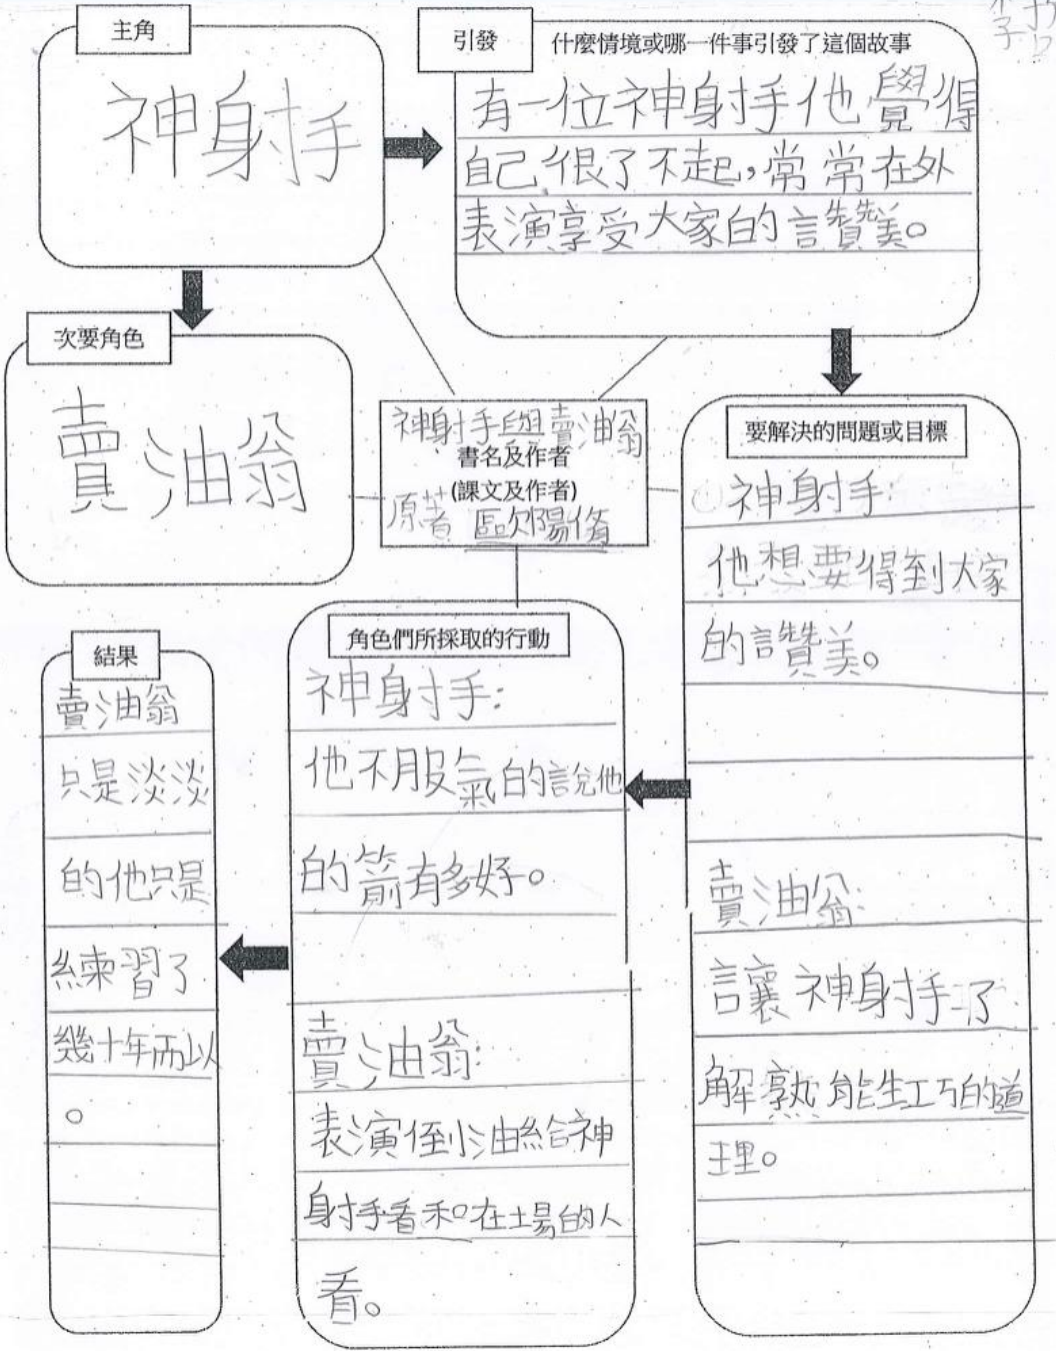 主角
神射手
引發
什麼情境或哪一件事引發了這個故事
有一位神射手他覺得
自己很了不起,常常在外
表演享受大家的讚美。
次要角色
賣油翁
神射手與賣油翁
書名及作者
(課文及作者)
原著 歐陽脩
要解決的問題或目標
①神射手:
他想要得到大家
的讚美。
賣油翁:
讓神射手了
解熟能生巧的道
理。
角色們所採取的行動
神射手:
他不服氣的說他
的箭有多好。
賣油翁:
表演倒油給神
射手看和在場的人
看。
結果
賣油翁
只是淡淡
的他只是
練習了
幾十年而以
。